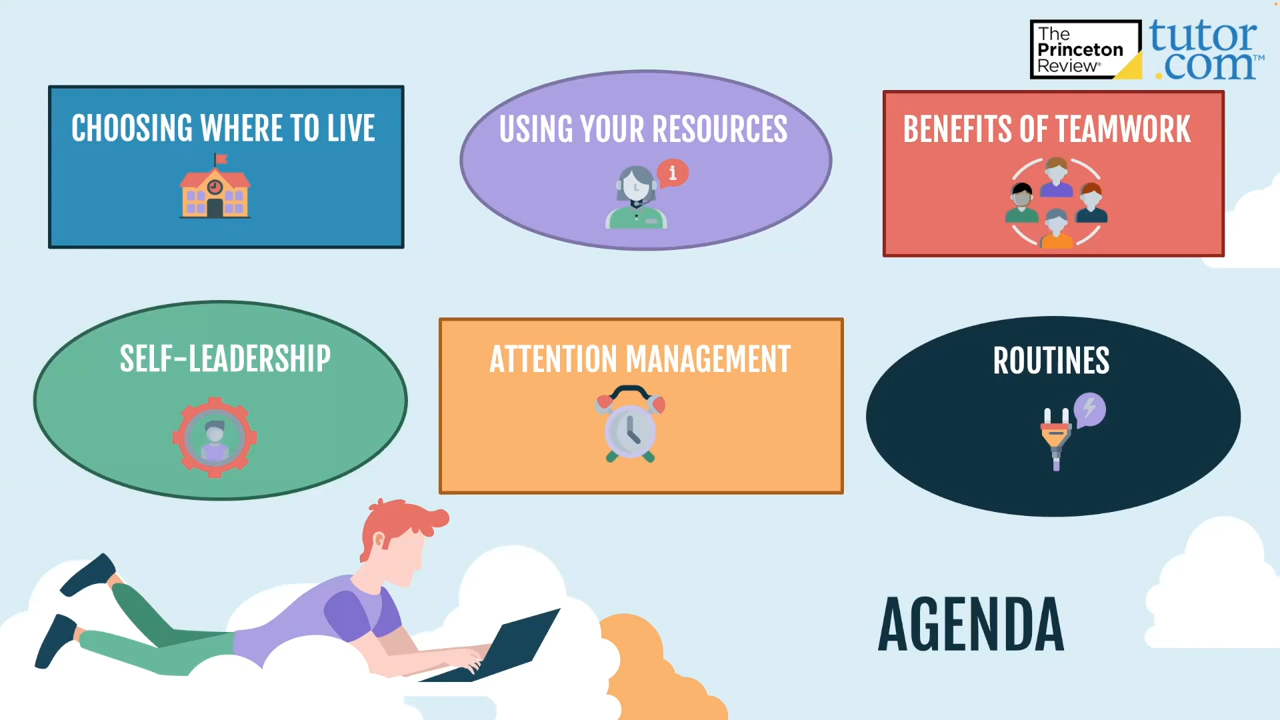 The
Princeton
Review®
tutor
.com™
CHOOSING WHERE TO LIVE
USING YOUR RESOURCES
i
BENEFITS OF TEAMWORK
SELF-LEADERSHIP
ATTENTION MANAGEMENT
ROUTINES
AGENDA